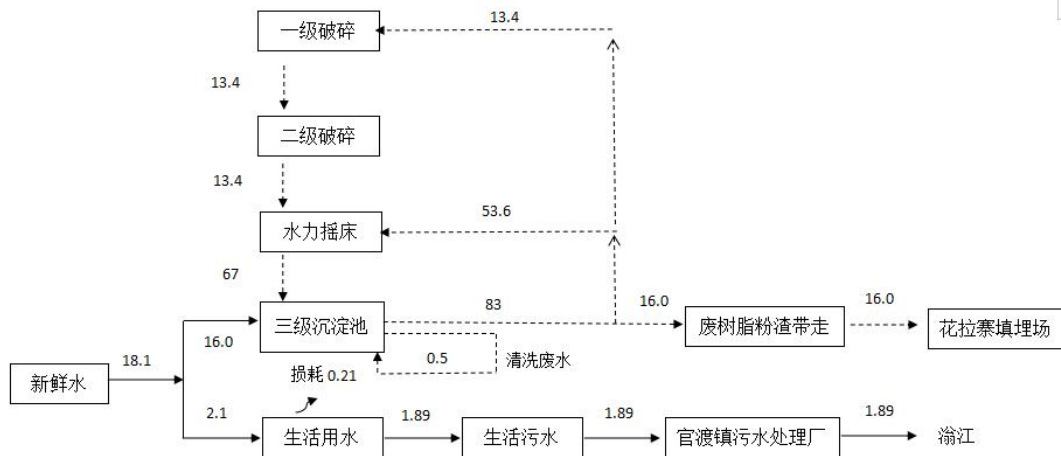 13.4
一级破碎
13.4
二级破碎
13.4
53.6
水力摇床
67
83
16.0
16.0
三级沉淀池
废树脂粉渣带走
花拉寨填埋场
16.0
0.5
清洗废水
18.1
新鲜水
损耗 0.21
2.1
1.89
1.89
1.89
生活用水
生活污水
官渡镇污水处理厂
滃江